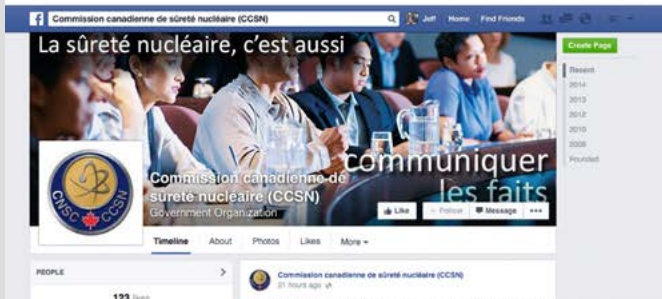 Commission canadienne de sûreté nucléaire (CCSN)
Jeff Home Find Friends
La sûreté nucléaire, c'est aussi
communiquer
les faits
CNSC CCSN
Commission canadienne de
sûreté nucléaire (CCSN)
Government Organization
Like Follow Message
Timeline About Photos Likes More
Create Page
Recent
2014
2013
2012
2010
Founded
PEOPLE
123 likes
Commission canadienne de sûreté nucléaire (CCSN)
21 hours ago